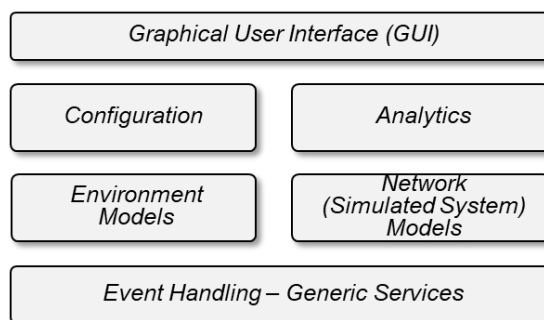 Graphical User Interface (GUI)
Configuration
Analytics
Environment
Models
Network
(Simulated System)
Models
Event Handling – Generic Services